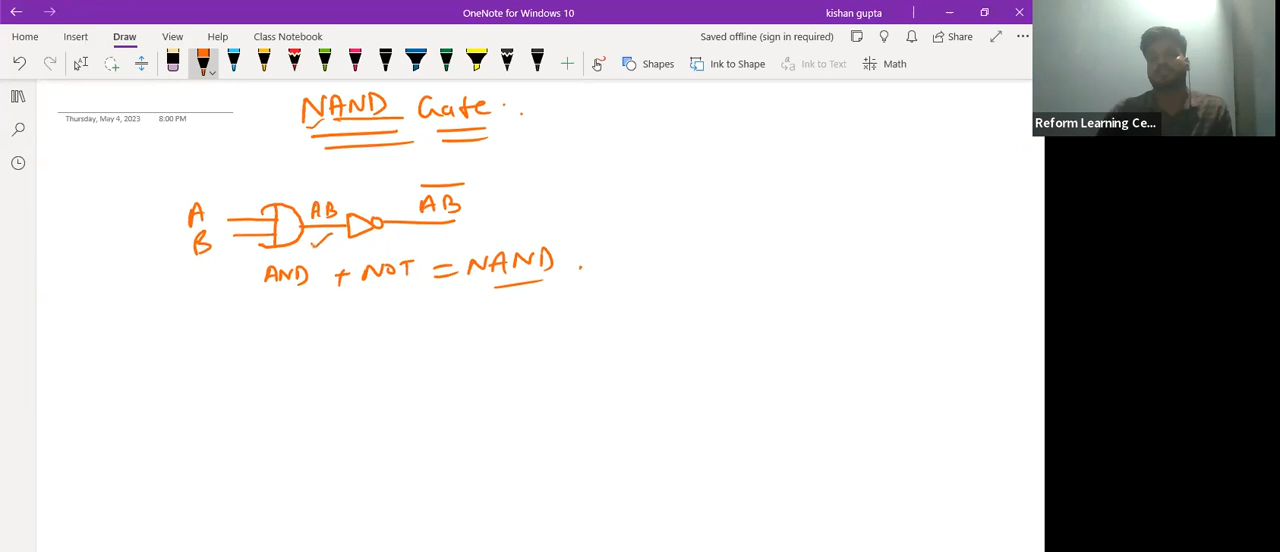 OneNote for Windows 10
kishan gupta
Home Insert Draw View Help Class Notebook
Saved offline (sign in required) Share
Shapes Ink to Shape Ink to Text Math
Thursday, May 4, 2023 8:00 PM
NAND Gate.
A
B
AB
A̅B̅
AND + NOT = NAND.
Reform Learning Ce...